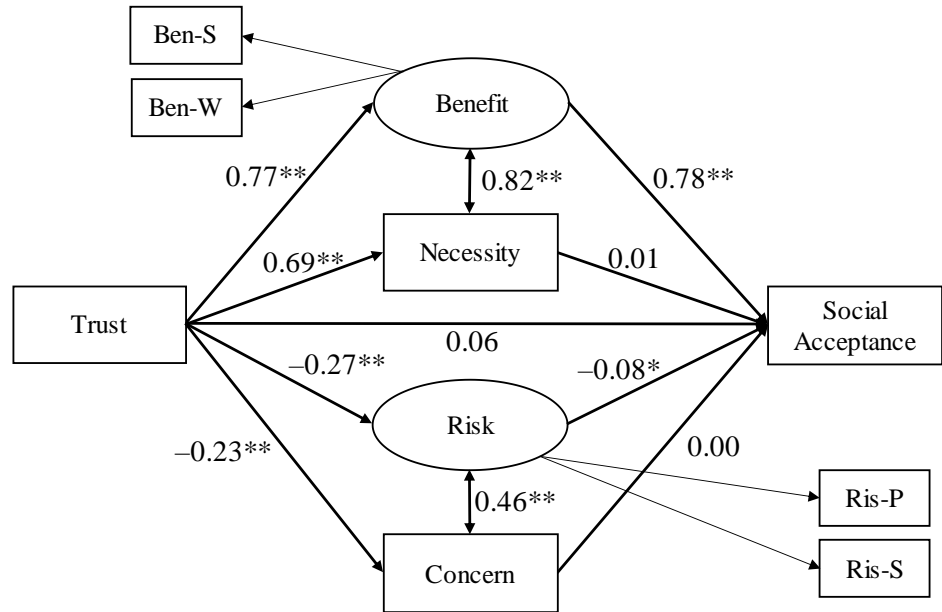 Ben-S
Ben-W
Benefit
0.77**
0.82**
0.78**
0.69**
Necessity
0.01
Trust
0.06
Social
Acceptance
–0.27**
–0.08*
Risk
–0.23**
0.00
0.46**
Ris-P
Concern
Ris-S